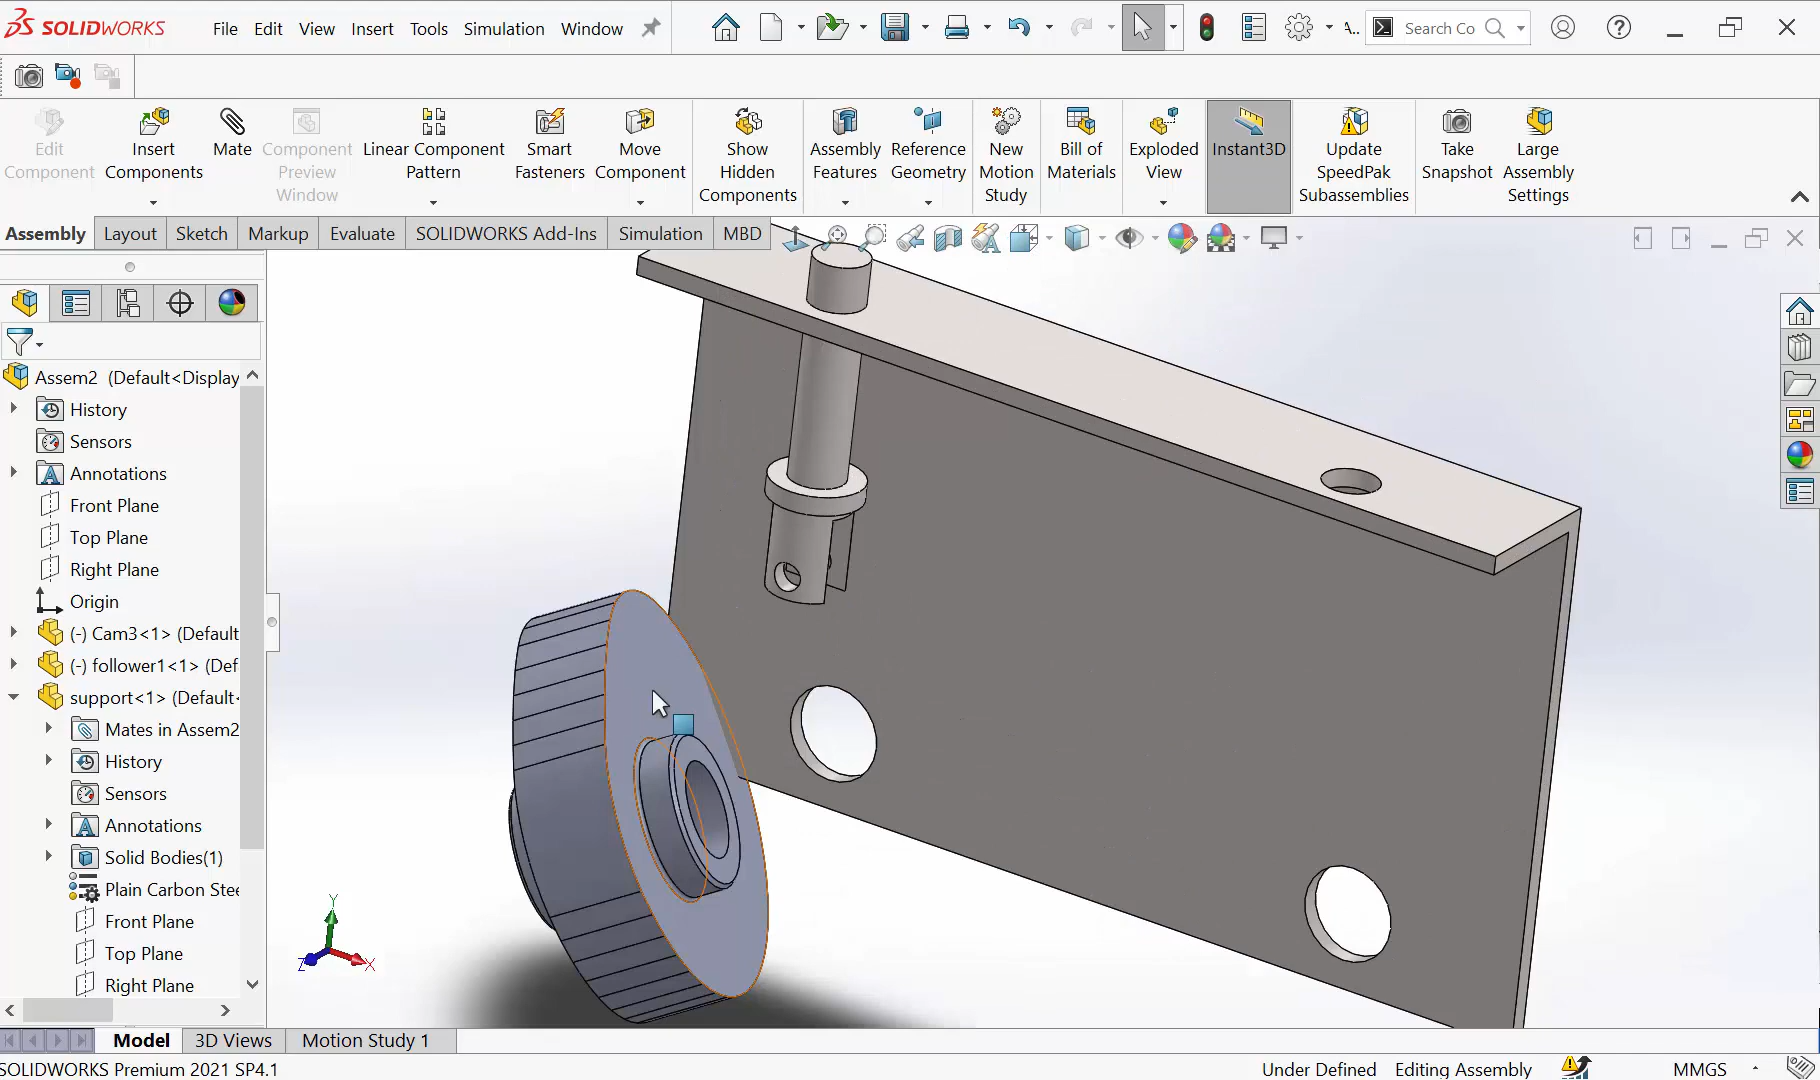 SOLIDWORKS File Edit View Insert Tools Simulation Window A.. Search Co
Edit Component
Insert Components
Mate
Component Preview Window
Linear Component Pattern
Smart Fasteners
Move Component
Show Hidden Components
Assembly Features
Reference Geometry
New Motion Study
Bill of Materials
Exploded View
Instant3D
Update SpeedPak Subassemblies
Take Snapshot
Large Assembly Settings
Assembly Layout Sketch Markup Evaluate SOLIDWORKS Add-Ins Simulation MBD
Assem2 (Default<Display
History
Sensors
Annotations
Front Plane
Top Plane
Right Plane
Origin
(-) Cam3<1> (Default
(-) follower1<1> (Def
support<1> (Default<
Mates in Assem2
History
Sensors
Annotations
Solid Bodies(1)
Plain Carbon Stee
Front Plane
Top Plane
Right Plane
Y
Z
X
Model 3D Views Motion Study 1
SOLIDWORKS Premium 2021 SP4.1 Under Defined Editing Assembly MMGS